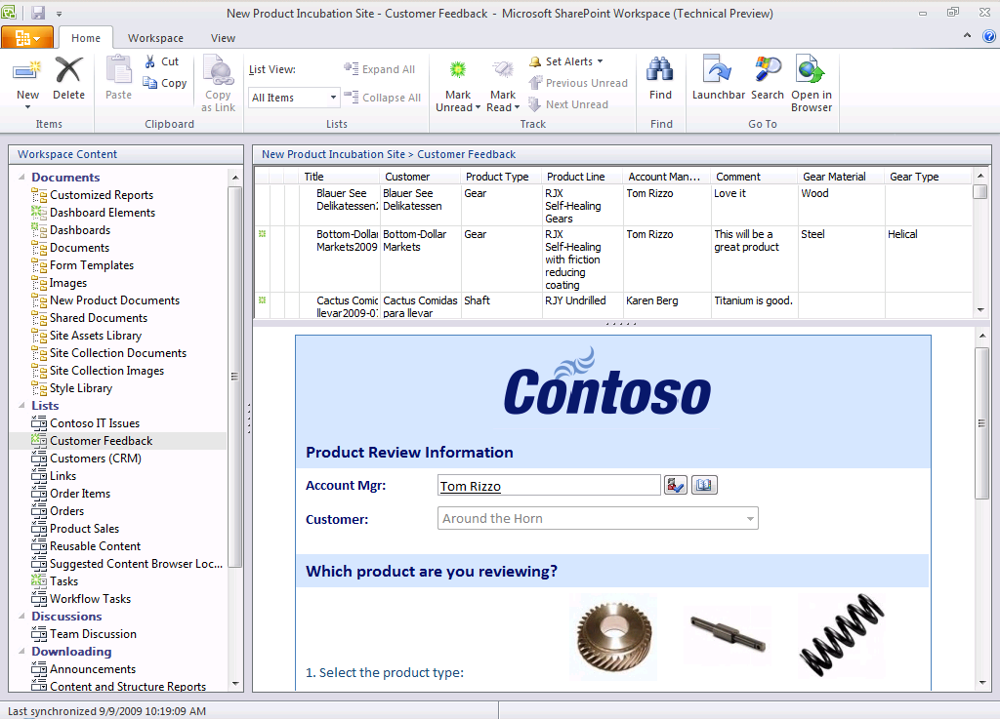 New Product Incubation Site - Customer Feedback - Microsoft SharePoint Workspace (Technical Preview)
Home Workspace View
New
Delete
Items
Paste
Cut
Copy
Copy
as Link
Clipboard
List View:
All Items
Expand All
Collapse All
Lists
Mark
Unread
Mark
Read
Set Alerts
Previous Unread
Next Unread
Track
Find
Find
Launchbar
Search
Open in
Browser
Go To
Workspace Content
Documents
Customized Reports
Dashboard Elements
Dashboards
Documents
Form Templates
Images
New Product Documents
Shared Documents
Site Assets Library
Site Collection Documents
Site Collection Images
Style Library
Lists
Contoso IT Issues
Customer Feedback
Customers (CRM)
Links
Order Items
Orders
Product Sales
Reusable Content
Suggested Content Browser Loc...
Tasks
Workflow Tasks
Discussions
Team Discussion
Downloading
Announcements
Content and Structure Reports
New Product Incubation Site > Customer Feedback
Title Customer Product Type Product Line Account Man... Comment Gear Material Gear Type
Blauer See Blauer See Gear RJX Tom Rizzo Love it Wood
Delikatessen2 Delikatessen Self-Healing
Gears
Bottom-Dollar Bottom-Dollar Gear RJX Tom Rizzo This will be a Steel Helical
Markets2009 Markets Self-Healing great product
with friction
reducing
coating
Cactus Comid Cactus Comidas Shaft RJY Undrilled Karen Berg Titanium is good.
llevar2009-07 para llevar
Contoso
Product Review Information
Account Mgr: Tom Rizzo
Customer: Around the Horn
Which product are you reviewing?
1. Select the product type:
Last synchronized 9/9/2009 10:19:09 AM